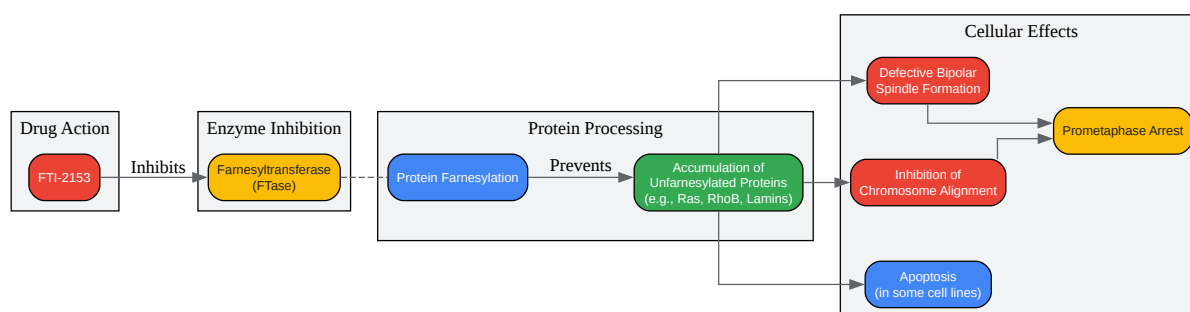 Drug Action
FTI-2153
Inhibits
Enzyme Inhibition
Farnesyltransferase
(FTase)
Protein Processing
Protein Farnesylation
Prevents
Accumulation of
Unfarnesylated Proteins
(e.g., Ras, RhoB, Lamins)
Cellular Effects
Defective Bipolar
Spindle Formation
Prometaphase Arrest
Inhibition of
Chromosome Alignment
Apoptosis
(in some cell lines)